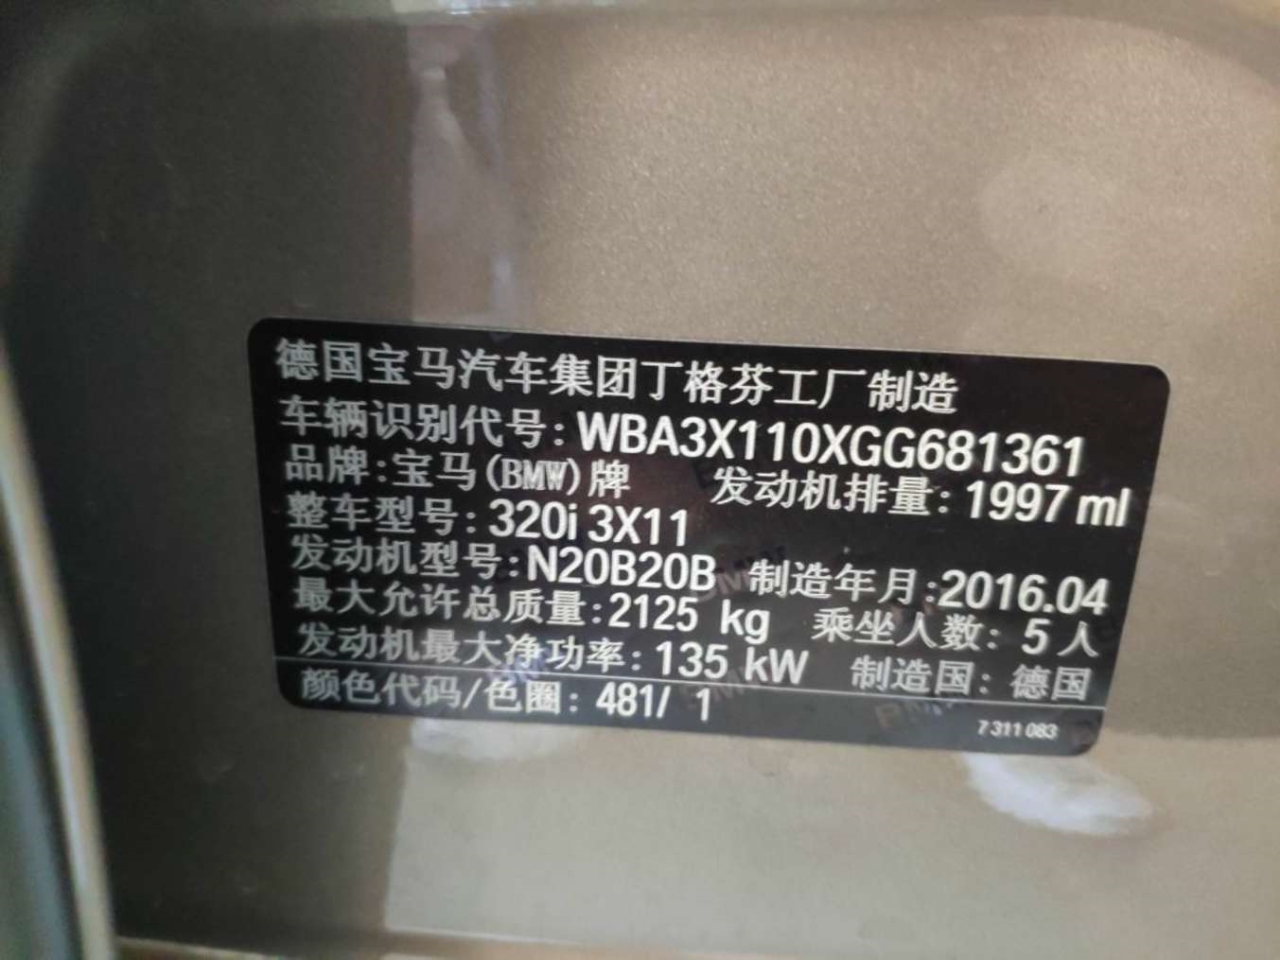 德国宝马汽车集团丁格芬工厂制造
车辆识别代号: WBA3X110XGG681361
品牌:宝马(BMW)牌 发动机排量: 1997 ml
整车型号: 320i 3X11
发动机型号: N20B20B 制造年月:2016.04
最大允许总质量:2125 kg 乘坐人数: 5人
发动机最大净功率: 135 kW 制造国: 德国
颜色代码/色圈: 481/ 1
7 311 083